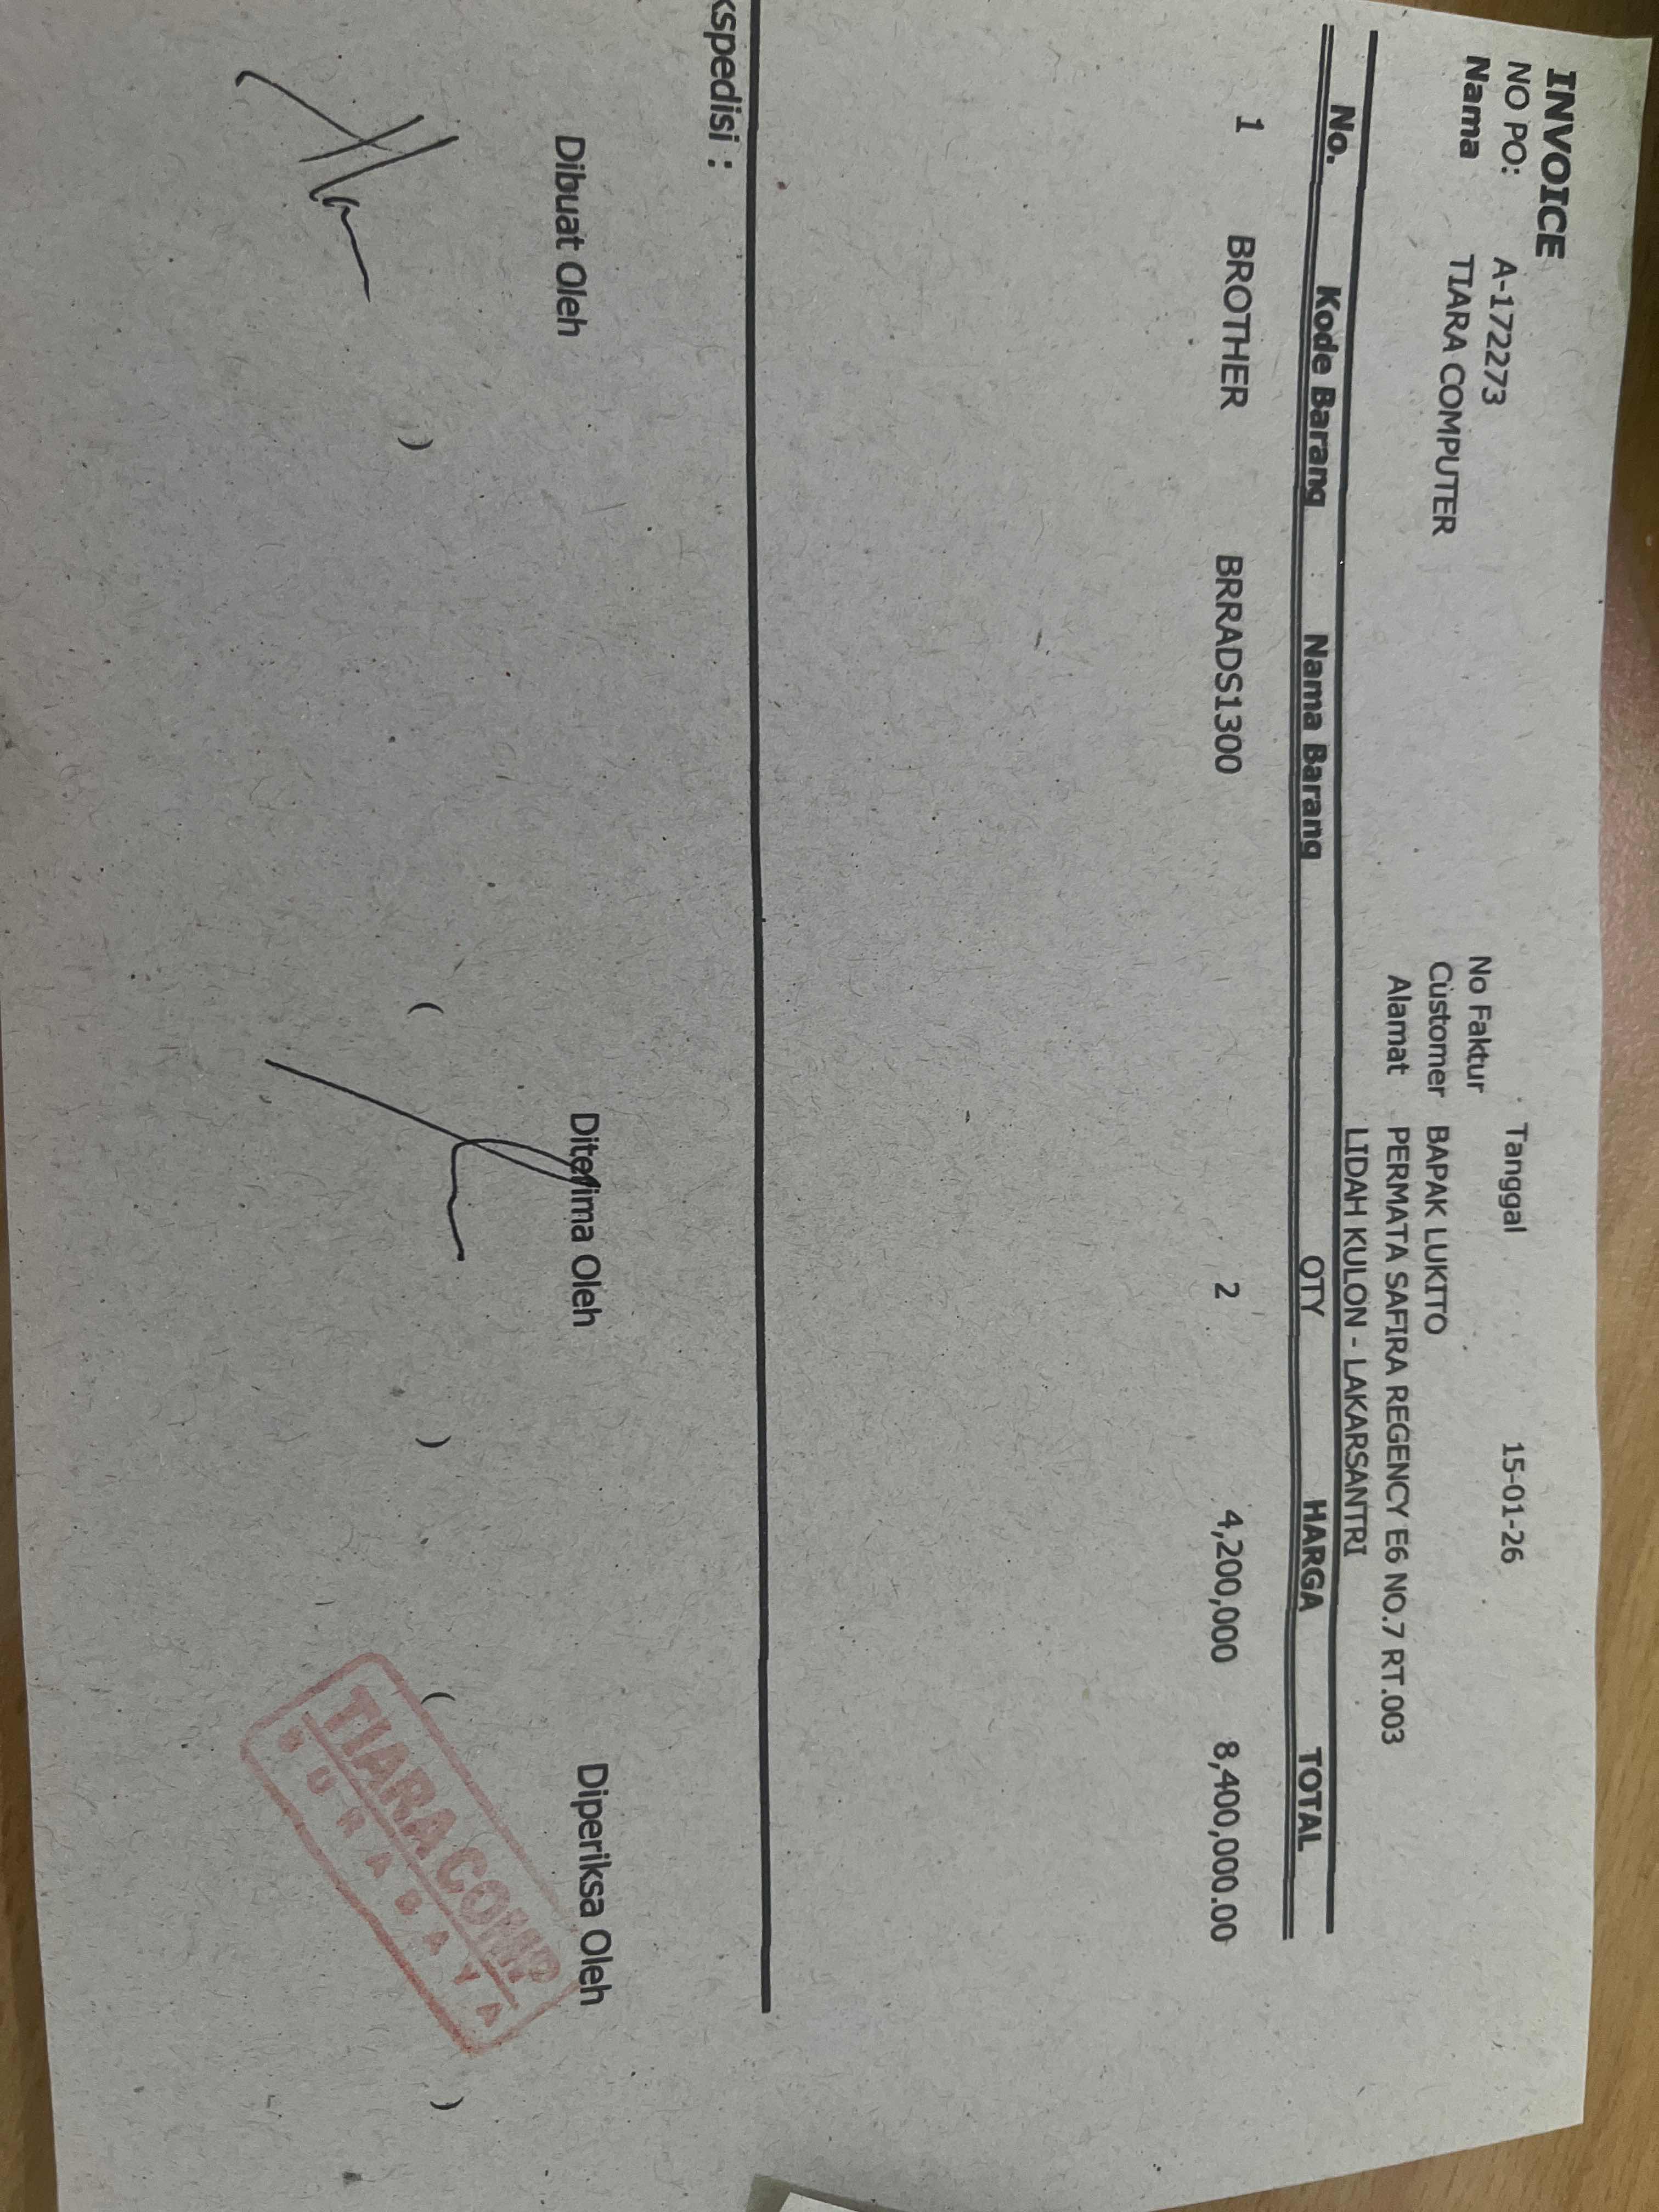 INVOICE
NO PO: A-172273 Tanggal 15-01-26
Nama TIARA COMPUTER No Faktur
Customer BAPAK LUKITO
Alamat PERMATA SAFIRA REGENCY E6 NO.7 RT.003
LIDAH KULON - LAKARSANTRI
No. Kode Barang Nama Barang QTY HARGA TOTAL
1 BROTHER BRRADS1300 2 4,200,000 8,400,000.00
kspedisi :
Dibuat Oleh Diterima Oleh Diperiksa Oleh
) ( ) ( )
TIARA COMP
SURABAYA